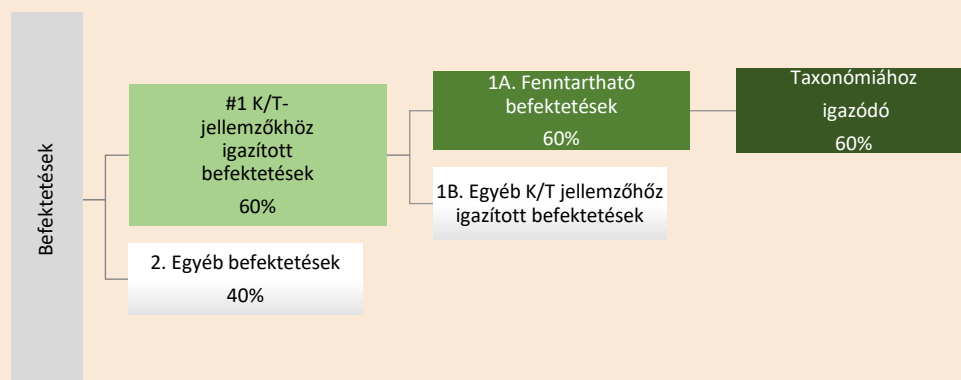 Befektetések
#1 K/T-
jellemzőkhöz
igazított
befektetések
60%
2. Egyéb befektetések
40%
1A. Fenntartható
befektetések
60%
1B. Egyéb K/T jellemzőhőz
igazított befektetések
Taxonómiához
igazódó
60%